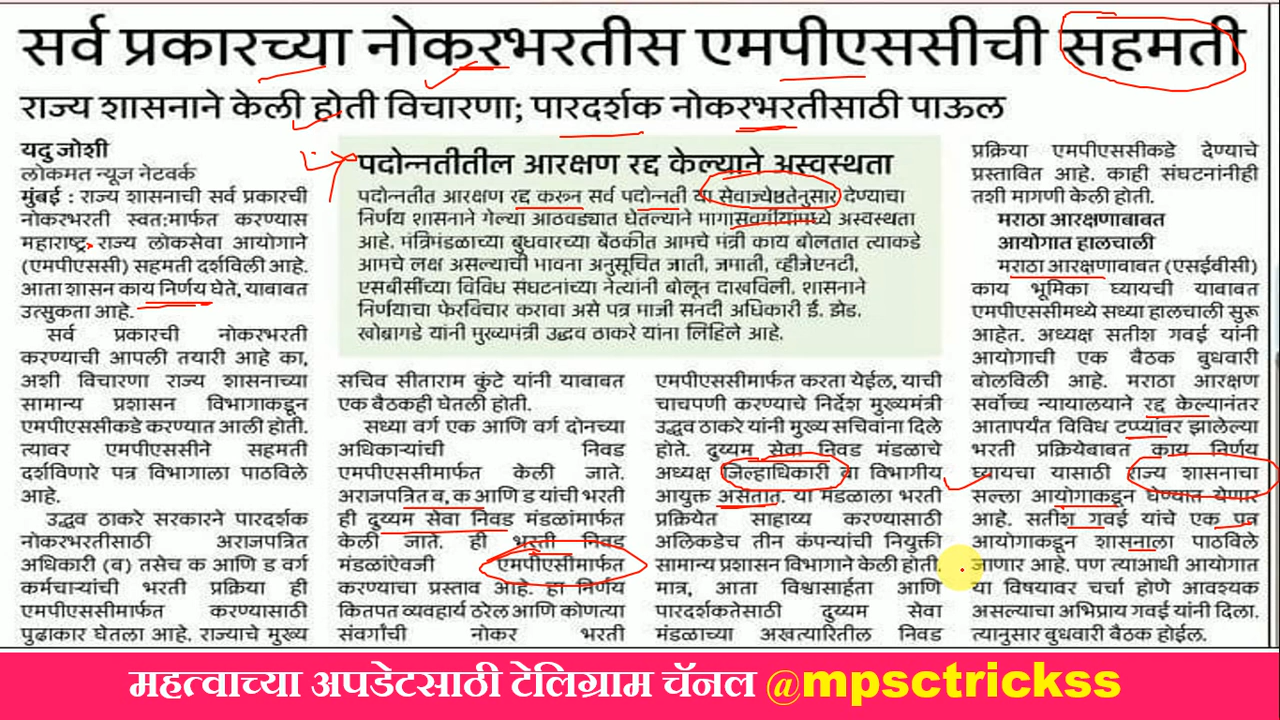 सर्व प्रकारच्या नोकरभरतीस एमपीएससीची सहमती
राज्य शासनाने केली होती विचारणा; पारदर्शक नोकरभरतीसाठी पाऊल
यदु जोशी
लोकमत न्यूज नेटवर्क
मुंबई : राज्य शासनाची सर्व प्रकारची
नोकरभरती स्वत:मार्फत करण्यास
महाराष्ट्र राज्य लोकसेवा आयोगाने
(एमपीएससी) सहमती दर्शविली आहे.
आता शासन काय निर्णय घेते, याबाबत
उत्सुकता आहे.
सर्व प्रकारची नोकरभरती
करण्याची आपली तयारी आहे का,
अशी विचारणा राज्य शासनाच्या
सामान्य प्रशासन विभागाकडून
एमपीएससीकडे करण्यात आली होती.
त्यावर एमपीएससीने सहमती
दर्शविणारे पत्र विभागाला पाठविले
आहे.
उद्धव ठाकरे सरकारने पारदर्शक
नोकरभरतीसाठी अराजपत्रित
अधिकारी (ब) तसेच क आणि ड वर्ग
कर्मचाऱ्यांची भरती प्रक्रिया ही
एमपीएससीमार्फत करण्यासाठी
पुढाकार घेतला आहे. राज्याचे मुख्य
पदोन्नतीतील आरक्षण रद्द केल्याने अस्वस्थता
पदोन्नतीत आरक्षण रद्द करून सर्व पदोन्नती या सेवाज्येष्ठतेनुसार देण्याचा
निर्णय शासनाने गेल्या आठवड्यात घेतल्याने मागासवर्गीयांमध्ये अस्वस्थता
आहे. मंत्रिमंडळाच्या बुधवारच्या बैठकीत आमचे मंत्री काय बोलतात त्याकडे
आमचे लक्ष असल्याची भावना अनुसूचित जाती, जमाती, व्हीजेएनटी,
एसबीसींच्या विविध संघटनांच्या नेत्यांनी बोलून दाखविली. शासनाने
निर्णयाचा फेरविचार करावा असे पत्र माजी सनदी अधिकारी ई. झेड.
खोब्रागडे यांनी मुख्यमंत्री उद्धव ठाकरे यांना लिहिले आहे.
सचिव सीताराम कुंटे यांनी याबाबत
एक बैठकही घेतली होती.
सध्या वर्ग एक आणि वर्ग दोनच्या
अधिकाऱ्यांची निवड
एमपीएससीमार्फत केली जाते.
अराजपत्रित ब, क आणि ड यांची भरती
ही दुय्यम सेवा निवड मंडळांमार्फत
केली जाते. ही भरती निवड
मंडळांऐवजी एमपीएसीमार्फत
करण्याचा प्रस्ताव आहे. हा निर्णय
कितपत व्यवहार्य ठरेल आणि कोणत्या
संवर्गांची नोकर भरती
एमपीएससीमार्फत करता येईल, याची
चाचपणी करण्याचे निर्देश मुख्यमंत्री
उद्धव ठाकरे यांनी मुख्य सचिवांना दिले
होते. दुय्यम सेवा निवड मंडळाचे
अध्यक्ष जिल्हाधिकारी वा विभागीय
आयुक्त असतात. या मंडळाला भरती
प्रक्रियेत साहाय्य करण्यासाठी
अलिकडेच तीन कंपन्यांची नियुक्ती
सामान्य प्रशासन विभागाने केली होती.
मात्र, आता विश्वासार्हता आणि
पारदर्शकतेसाठी दुय्यम सेवा
मंडळाच्या अखत्यारितील निवड
प्रक्रिया एमपीएससीकडे देण्याचे
प्रस्तावित आहे. काही संघटनांनीही
तशी मागणी केली होती.
मराठा आरक्षणाबाबत
आयोगात हालचाली
मराठा आरक्षणाबाबत (एसईवीसी)
काय भूमिका घ्यायची याबाबत
एमपीएससीमध्ये सध्या हालचाली सुरू
आहेत. अध्यक्ष सतीश गवई यांनी
आयोगाची एक बैठक बुधवारी
बोलविली आहे. मराठा आरक्षण
सर्वोच्च न्यायालयाने रद्द केल्यानंतर
आतापर्यंत विविध टप्प्यांवर झालेल्या
भरती प्रक्रियेबाबत काय निर्णय
घ्यायचा यासाठी राज्य शासनाचा
सल्ला आयोगाकडून घेण्यात येणार
आहे. सतीश गवई यांचे एक पत्र
आयोगाकडून शासनाला पाठविले
जाणार आहे. पण त्याआधी आयोगात
या विषयावर चर्चा होणे आवश्यक
असल्याचा अभिप्राय गवई यांनी दिला.
त्यानुसार बुधवारी बैठक होईल.
महत्वाच्या अपडेटसाठी टेलिग्राम चॅनल @mpsctrickss